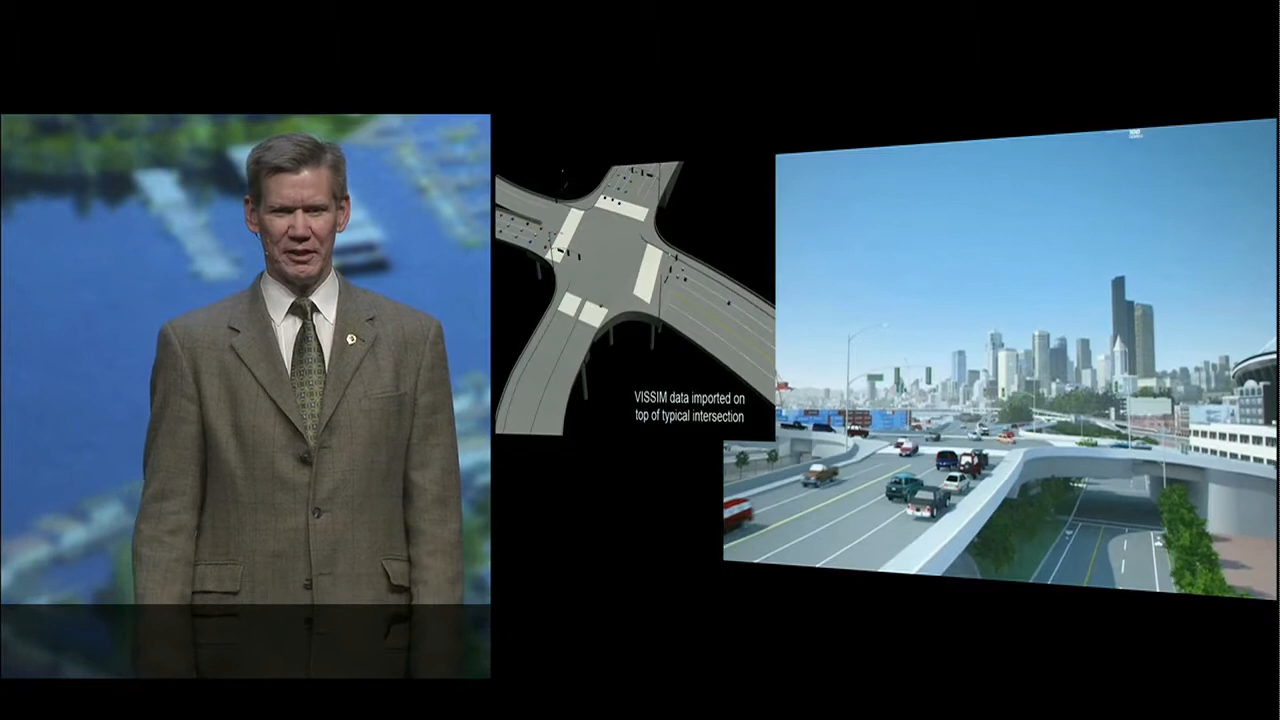 VISSIM data imported on
top of typical intersection